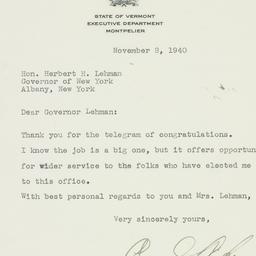 STATE OF VERMONT
EXECUTIVE DEPARTMENT
MONTPELIER
November 8, 1940
Hon. Herbert H. Lehman
Governor of New York
Albany, New York
Dear Governor Lehman:
Thank you for the telegram of congratulations.
I know the job is a big one, but it offers opportun
for wider service to the folks who have elected me
to this office.
With best personal regards to you and Mrs. Lehman,
Very sincerely yours,